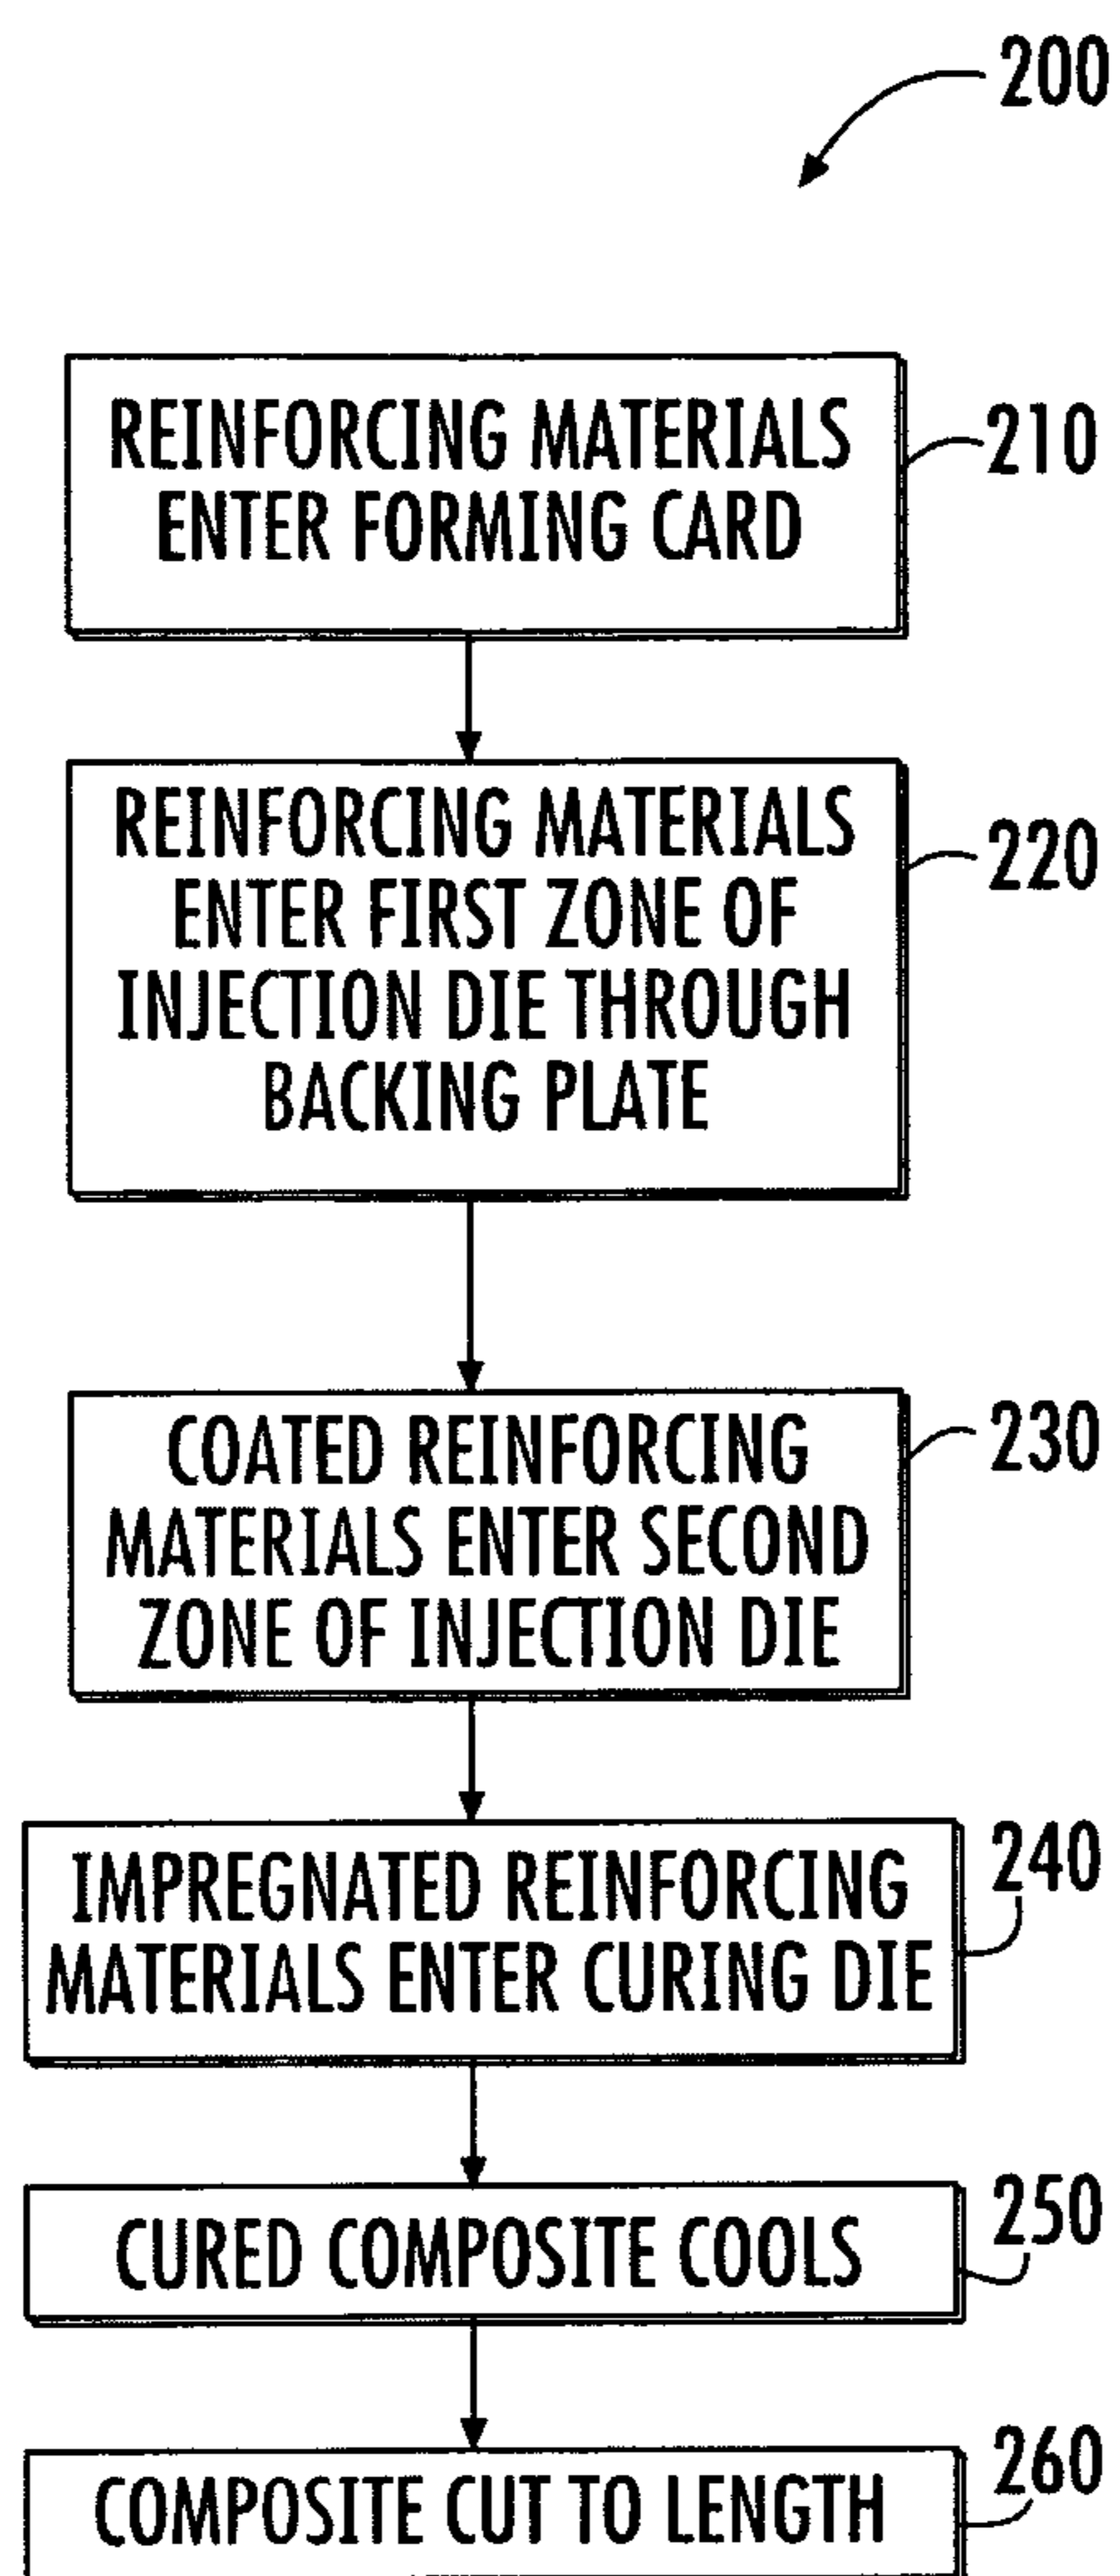 200
REINFORCING MATERIALS
ENTER FORMING CARD
210
REINFORCING MATERIALS
ENTER FIRST ZONE OF
INJECTION DIE THROUGH
BACKING PLATE
220
COATED REINFORCING
MATERIALS ENTER SECOND
ZONE OF INJECTION DIE
230
IMPREGNATED REINFORCING
MATERIALS ENTER CURING DIE
240
CURED COMPOSITE COOLS
250
COMPOSITE CUT TO LENGTH
260